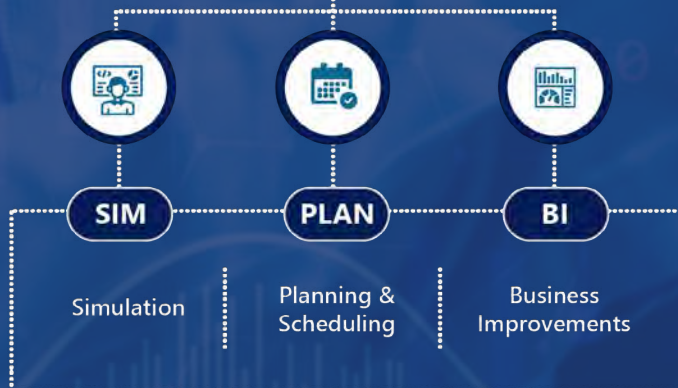 SIM
PLAN
BI
Simulation
Planning &
Scheduling
Business
Improvements